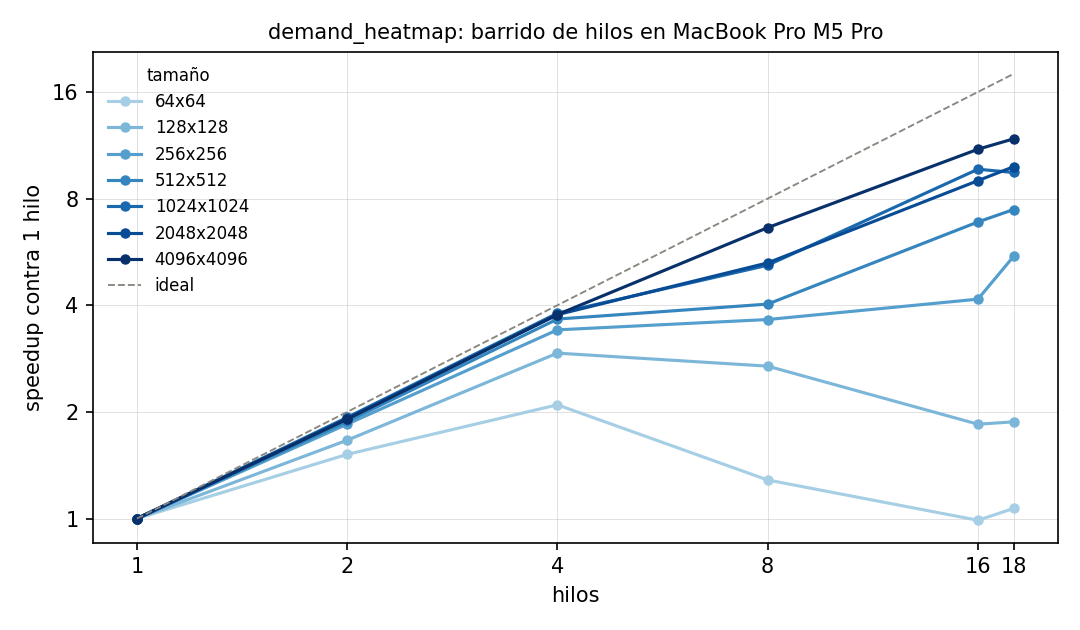 demand_heatmap: barrido de hilos en MacBook Pro M5 Pro
speedup contra 1 hilo
16
8
4
2
1
tamaño
64x64
128x128
256x256
512x512
1024x1024
2048x2048
4096x4096
ideal
1 2 4 8 16 18
hilos